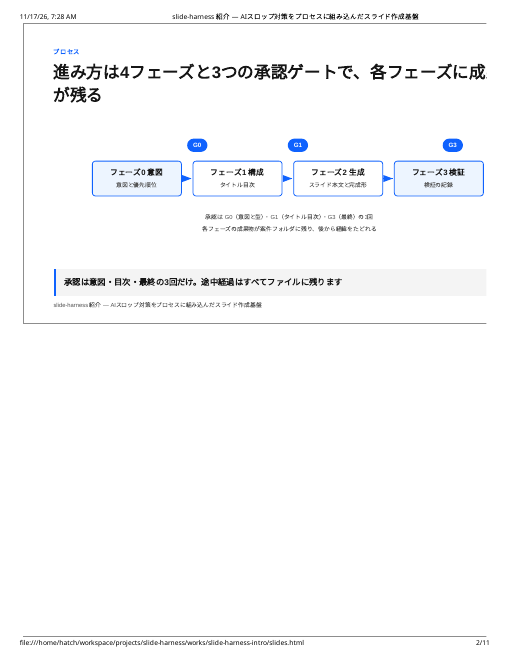 11/17/26, 7:28 AM
slide-harness 紹介 — AIスロップ対策をプロセスに組み込んだスライド作成基盤
プロセス
進み方は4フェーズと3つの承認ゲートで、各フェーズに成
が残る
G0
G1
G3
フェーズ0 意図
フェーズ1 構成
フェーズ2 生成
フェーズ3 検証
意図と優先順位
タイトル目次
スライド本文と完成形
検証の記録
承認は G0（意図と型）・G1（タイトル目次）・G3（最終）の3回
各フェーズの成果物が案件フォルダに残り、後から経緯をたどれる
承認は意図・目次・最終の3回だけ。途中経過はすべてファイルに残ります
slide-harness 紹介 — AIスロップ対策をプロセスに組み込んだスライド作成基盤
file:///home/hatch/workspace/projects/slide-harness/works/slide-harness-intro/slides.html
2/11